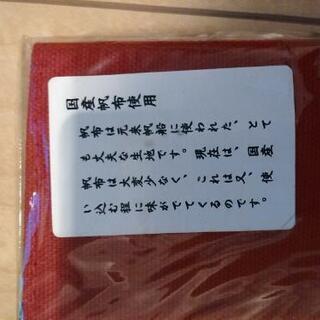 国産帆布使用
帆布は元来帆船に使われた、とて
も丈夫な生地です。現在は、国産
帆布は大変少なく、これは又、使
い込む程に味がでてくるのです。